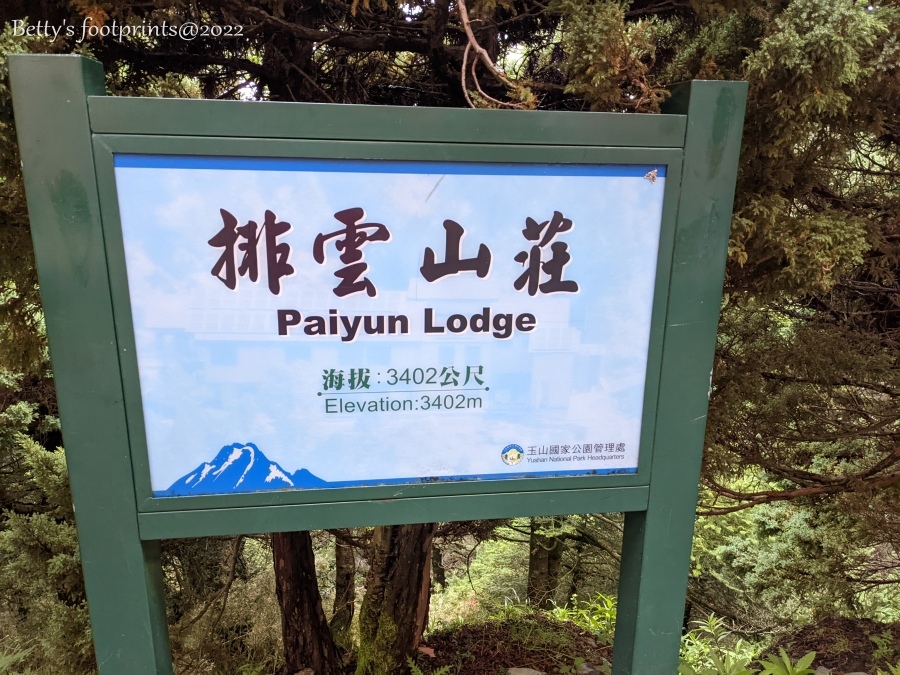 Betty's footprints@2022
排雲山莊
Paiyun Lodge
海拔:3402公尺
Elevation:3402m
玉山國家公園管理處
Yushan National Park Headquarters